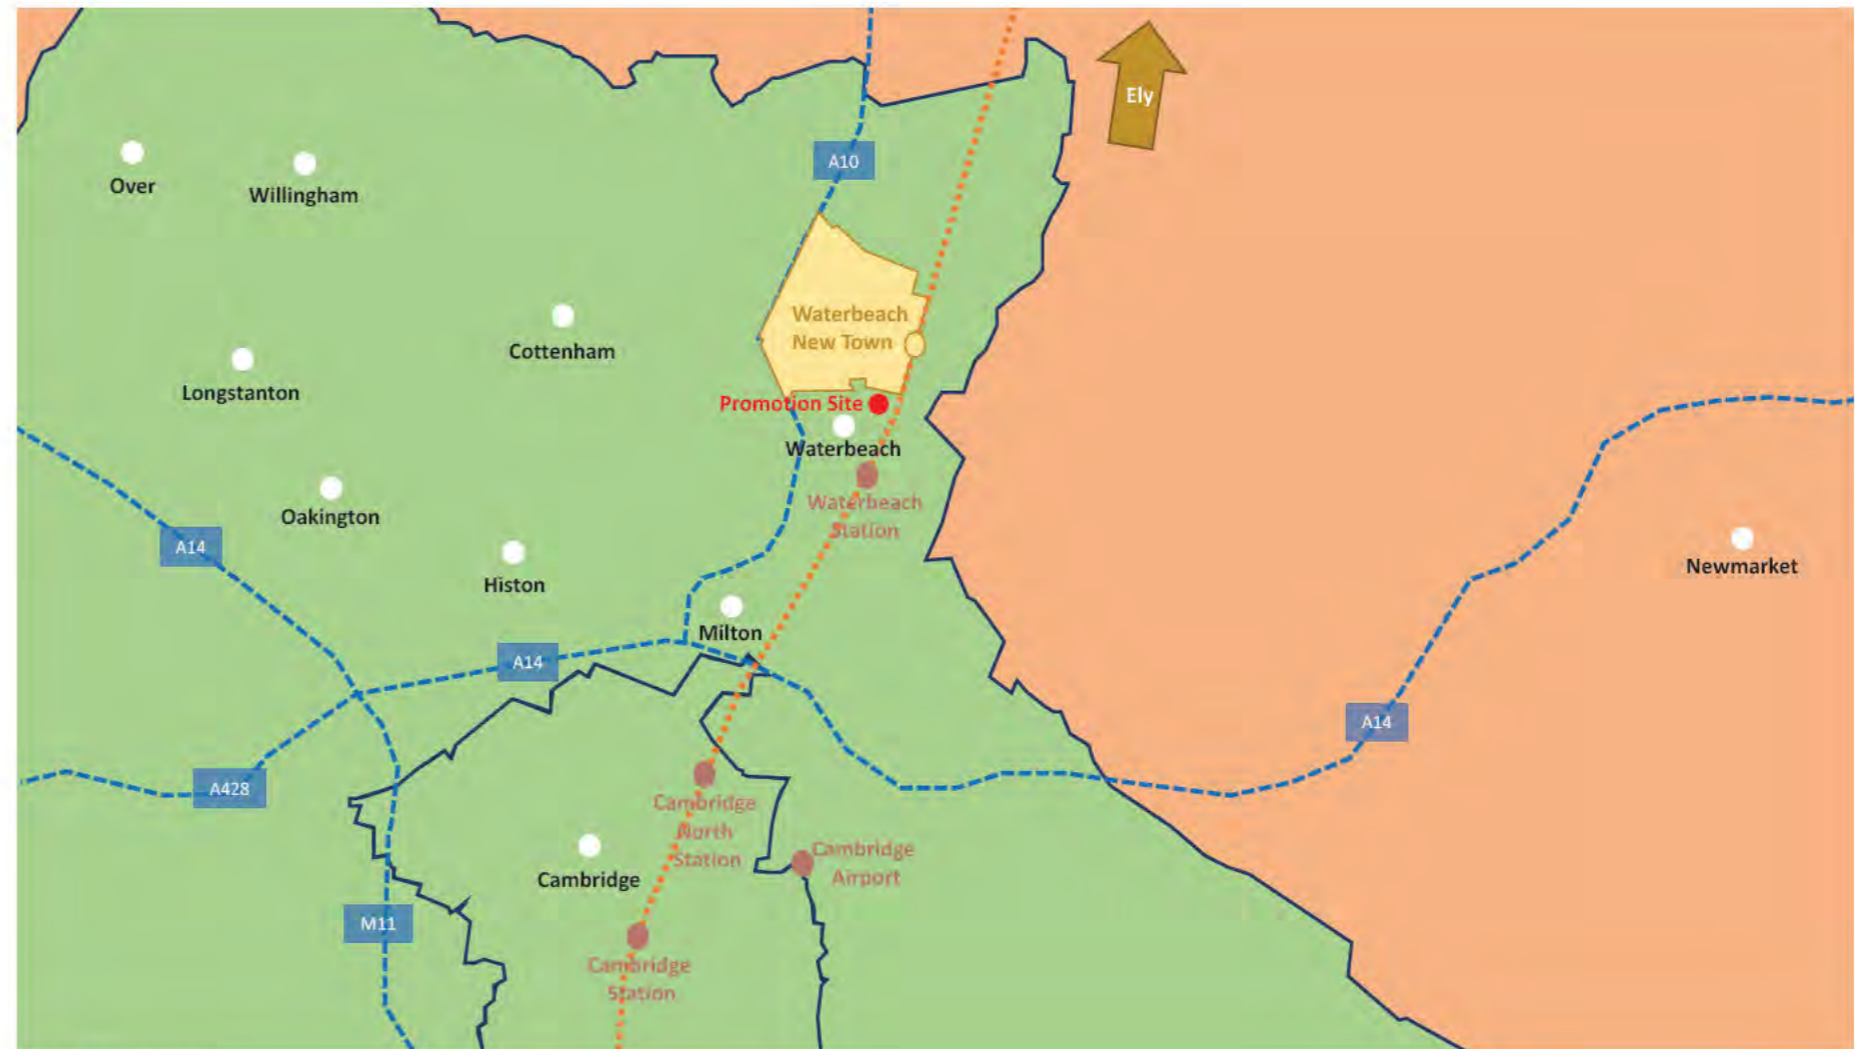 Ely
A10
Over
Willingham
Waterbeach
New Town
Cottenham
Longstanton
Promotion Site
Waterbeach
Waterbeach
Station
Oakington
A14
Newmarket
Histon
Milton
A14
A14
A428
Cambridge
North
Station
Cambridge
Airport
Cambridge
M11
Cambridge
Station